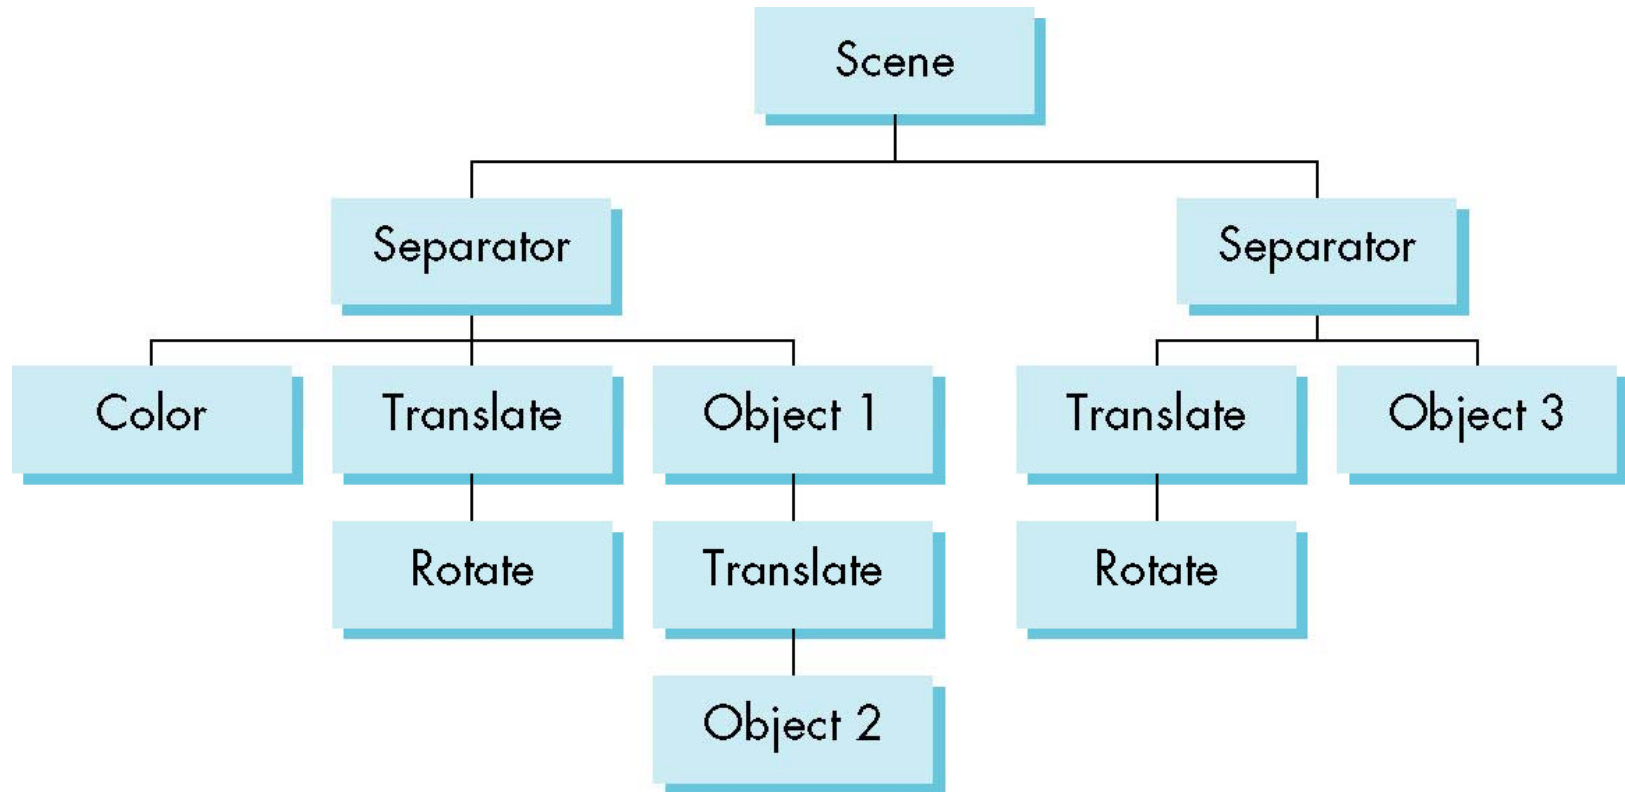 Scene
Separator
Separator
Color
Translate
Object 1
Translate
Object 3
Rotate
Translate
Rotate
Object 2